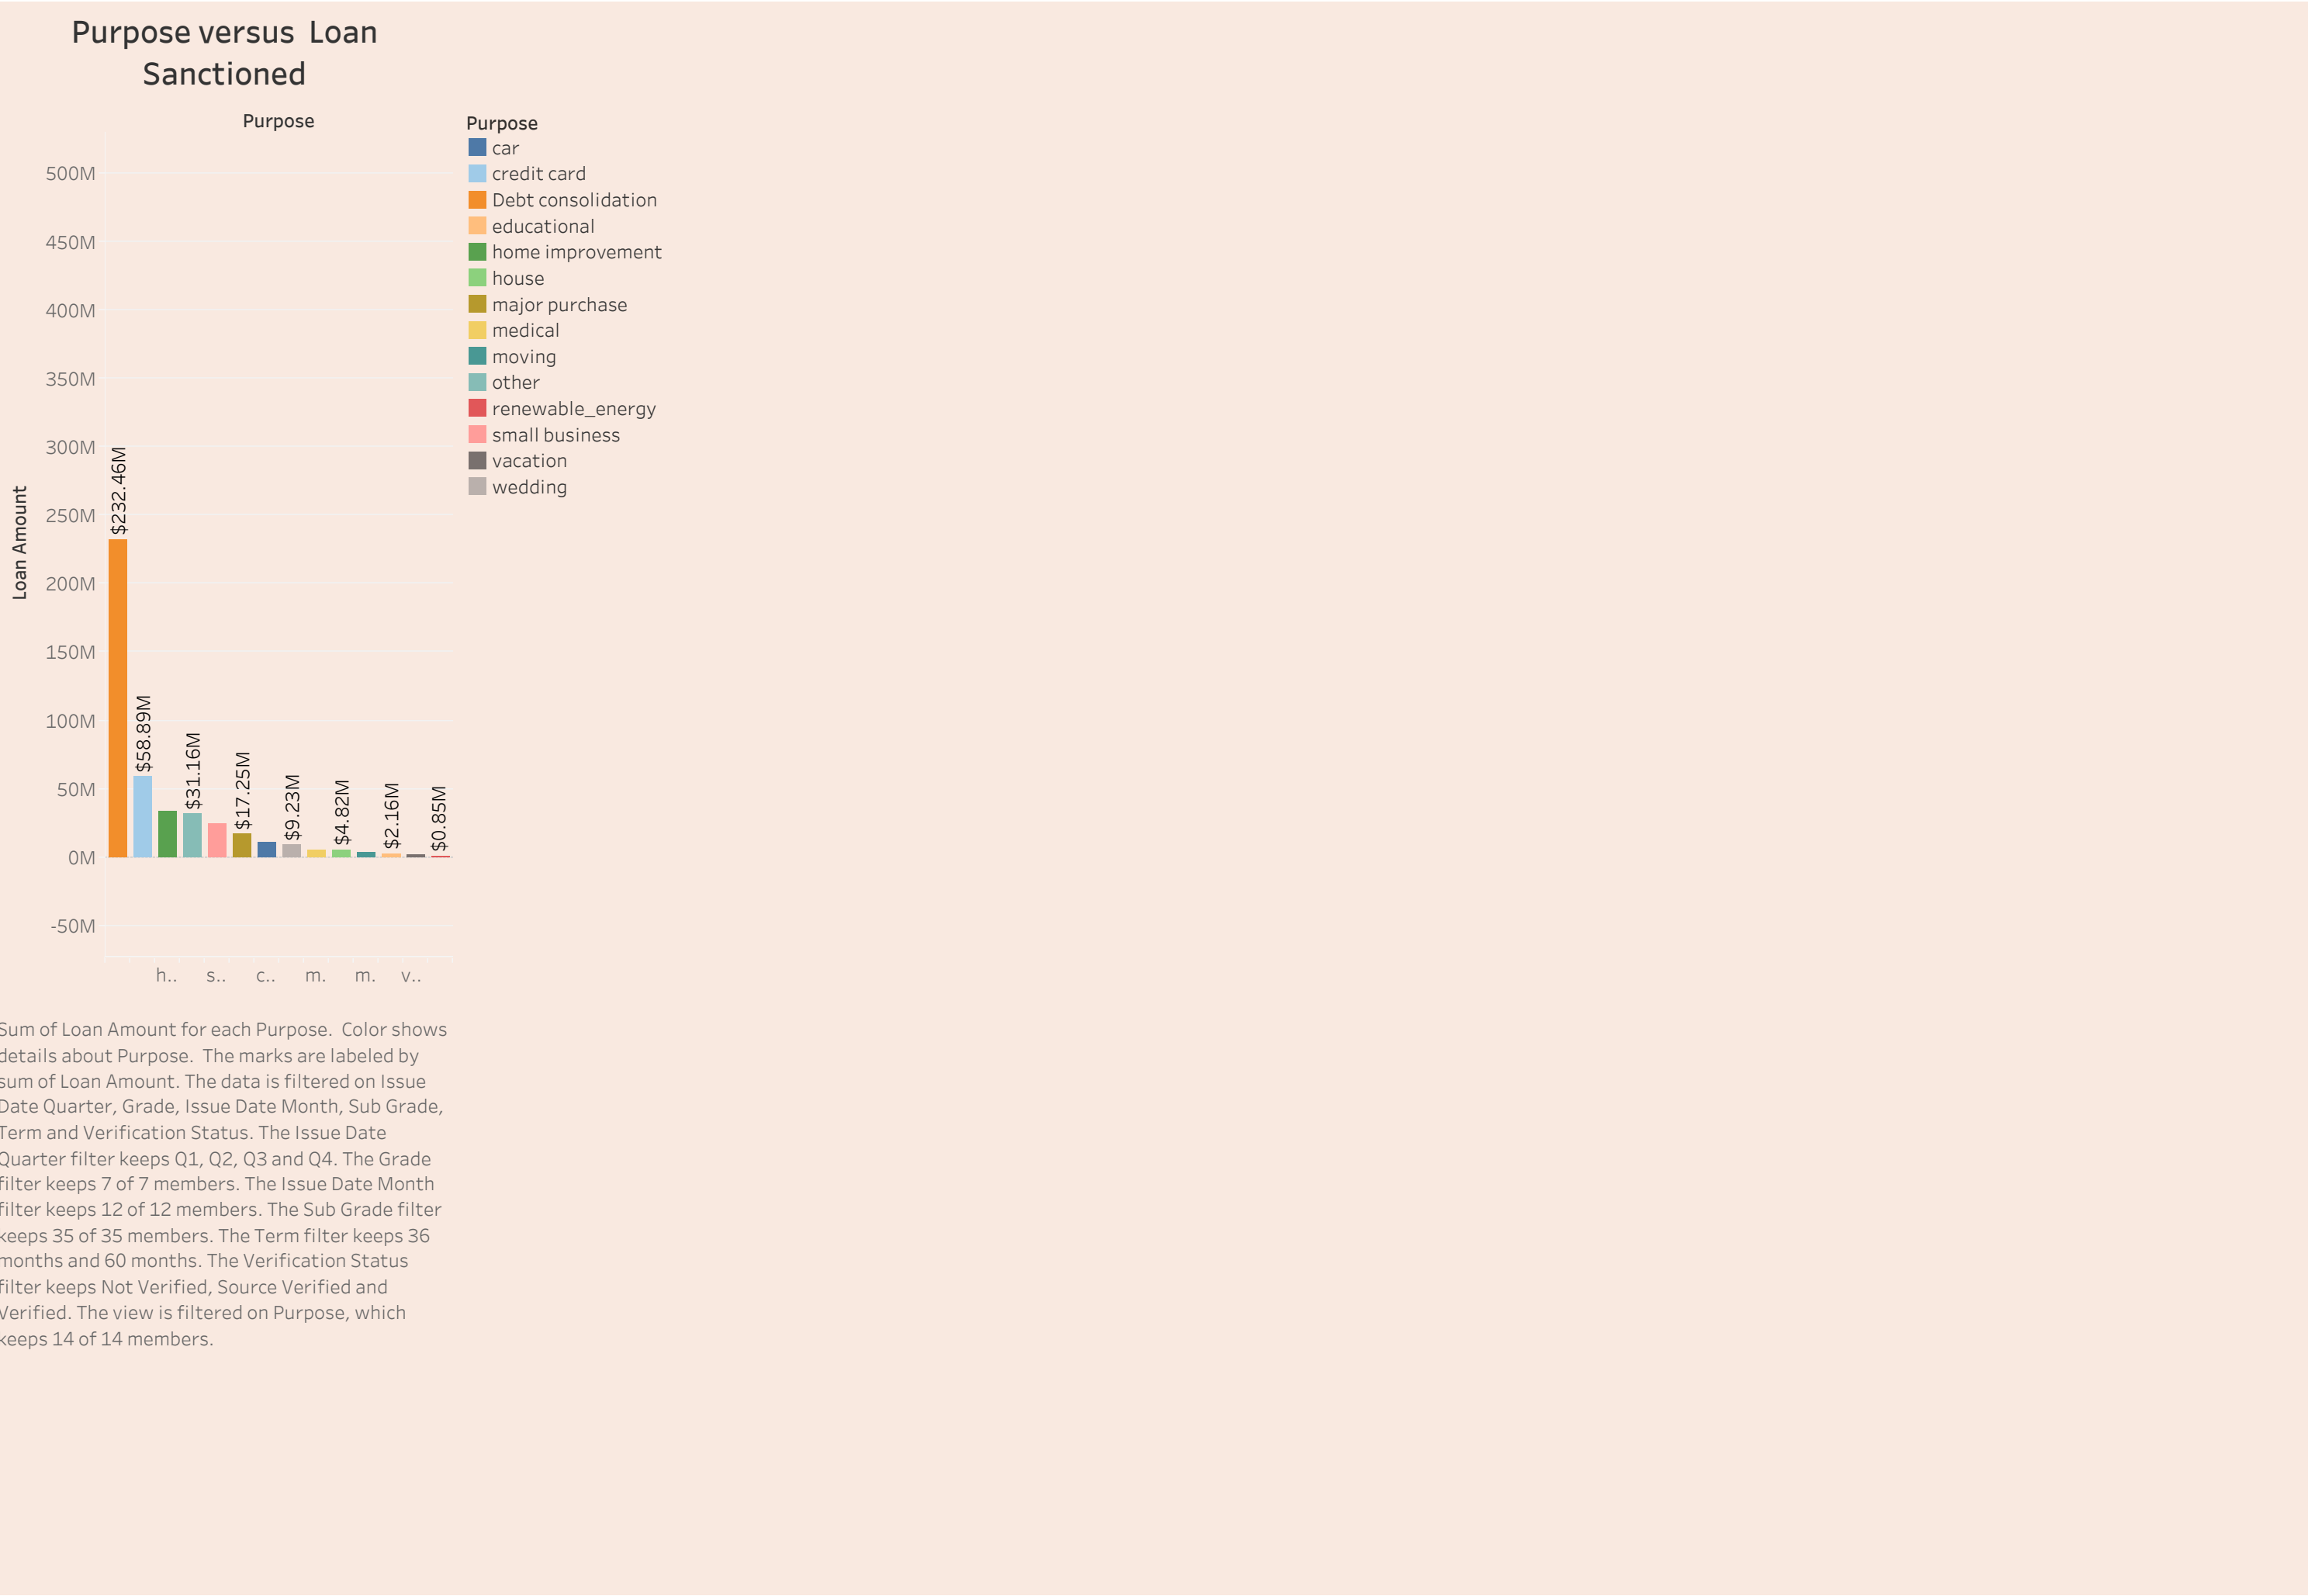 Purpose versus  Loan
Sanctioned
Purpose
Loan Amount
500M
450M
400M
350M
300M
250M
200M
150M
100M
50M
0M
-50M
$232.46M
$58.89M
$31.16M
$17.25M
$9.23M
$4.82M
$2.16M
$0.85M
h..
s..
c..
m.
m.
v..
Purpose
car
credit card
Debt consolidation
educational
home improvement
house
major purchase
medical
moving
other
renewable_energy
small business
vacation
wedding
Sum of Loan Amount for each Purpose.  Color shows
details about Purpose.  The marks are labeled by
sum of Loan Amount. The data is filtered on Issue
Date Quarter, Grade, Issue Date Month, Sub Grade,
Term and Verification Status. The Issue Date
Quarter filter keeps Q1, Q2, Q3 and Q4. The Grade
filter keeps 7 of 7 members. The Issue Date Month
filter keeps 12 of 12 members. The Sub Grade filter
keeps 35 of 35 members. The Term filter keeps 36
months and 60 months. The Verification Status
filter keeps Not Verified, Source Verified and
Verified. The view is filtered on Purpose, which
keeps 14 of 14 members.